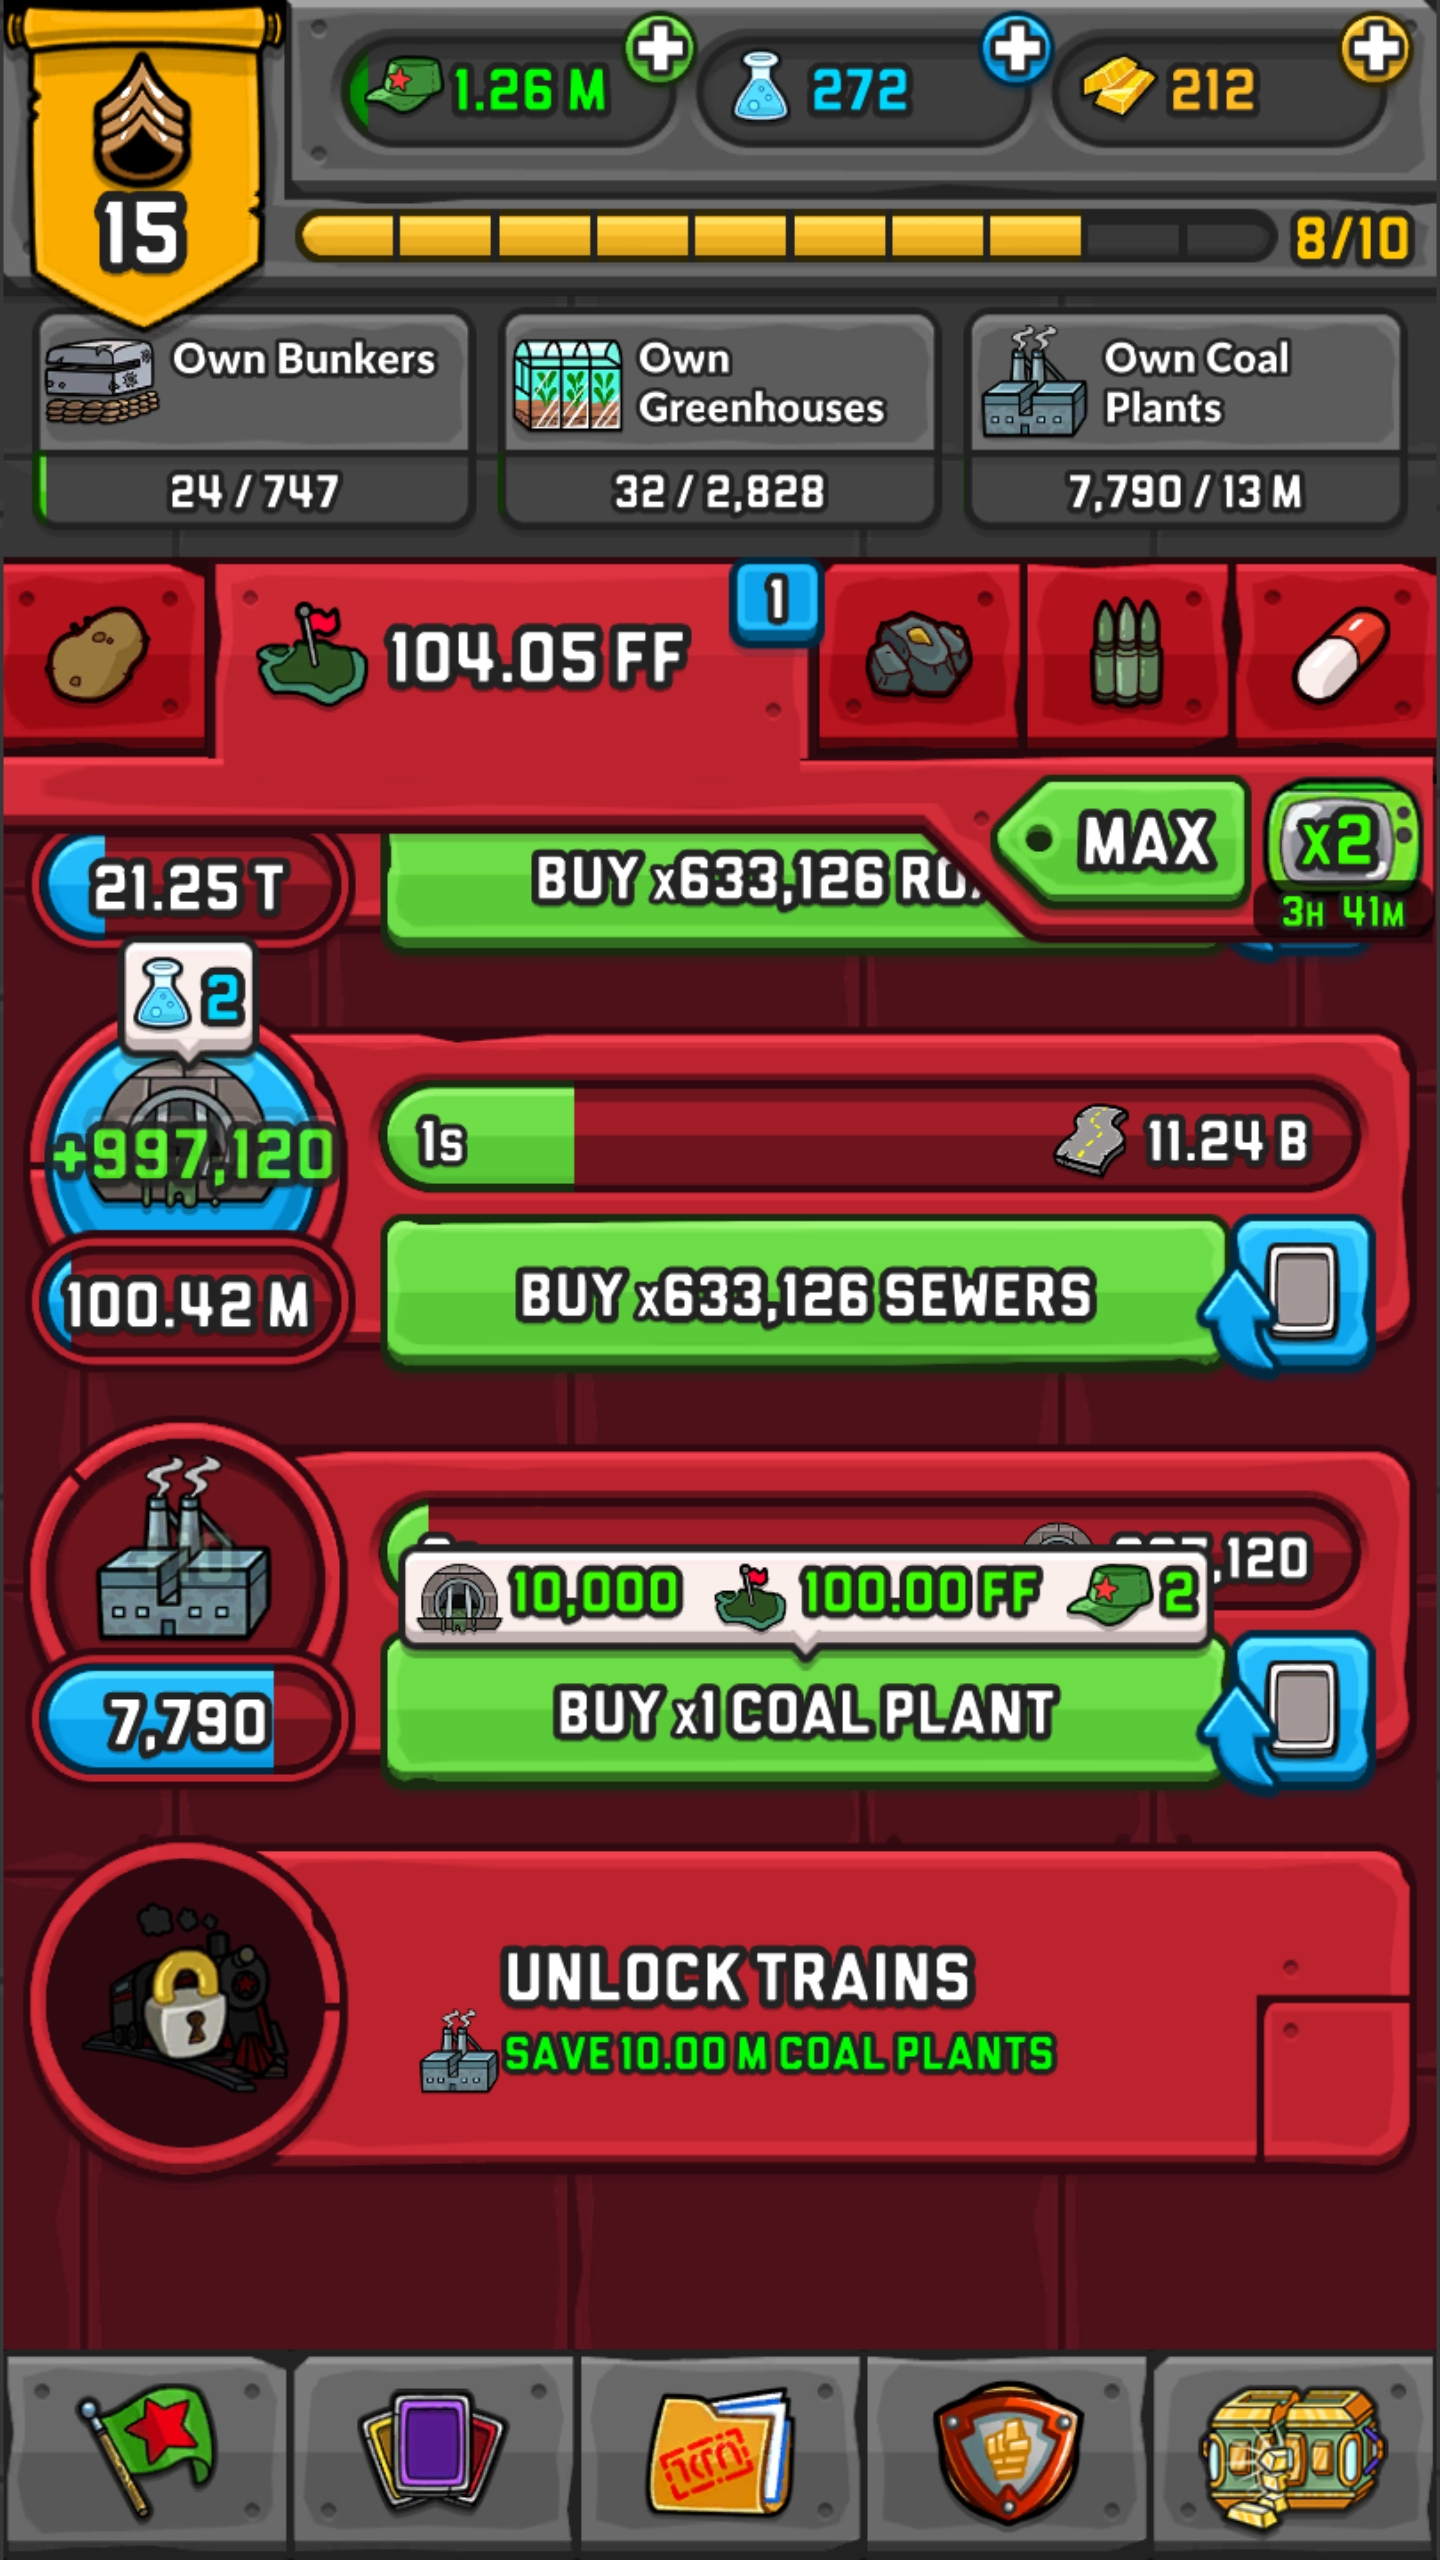 15
1.26 M
272
212
8/10
Own Bunkers
24 / 747
Own
Greenhouses
32 / 2,828
Own Coal
Plants
7,790 / 13 M
104.05 FF
1
MAX
x2
3H 41M
21.25 T
BUY x633,126
2
+997,120
1s
11.24 B
100.42 M
BUY x633,126 SEWERS
,120
10,000
100.00 FF
2
7,790
BUY x1 COAL PLANT
UNLOCK TRAINS
SAVE 10.00 M COAL PLANTS